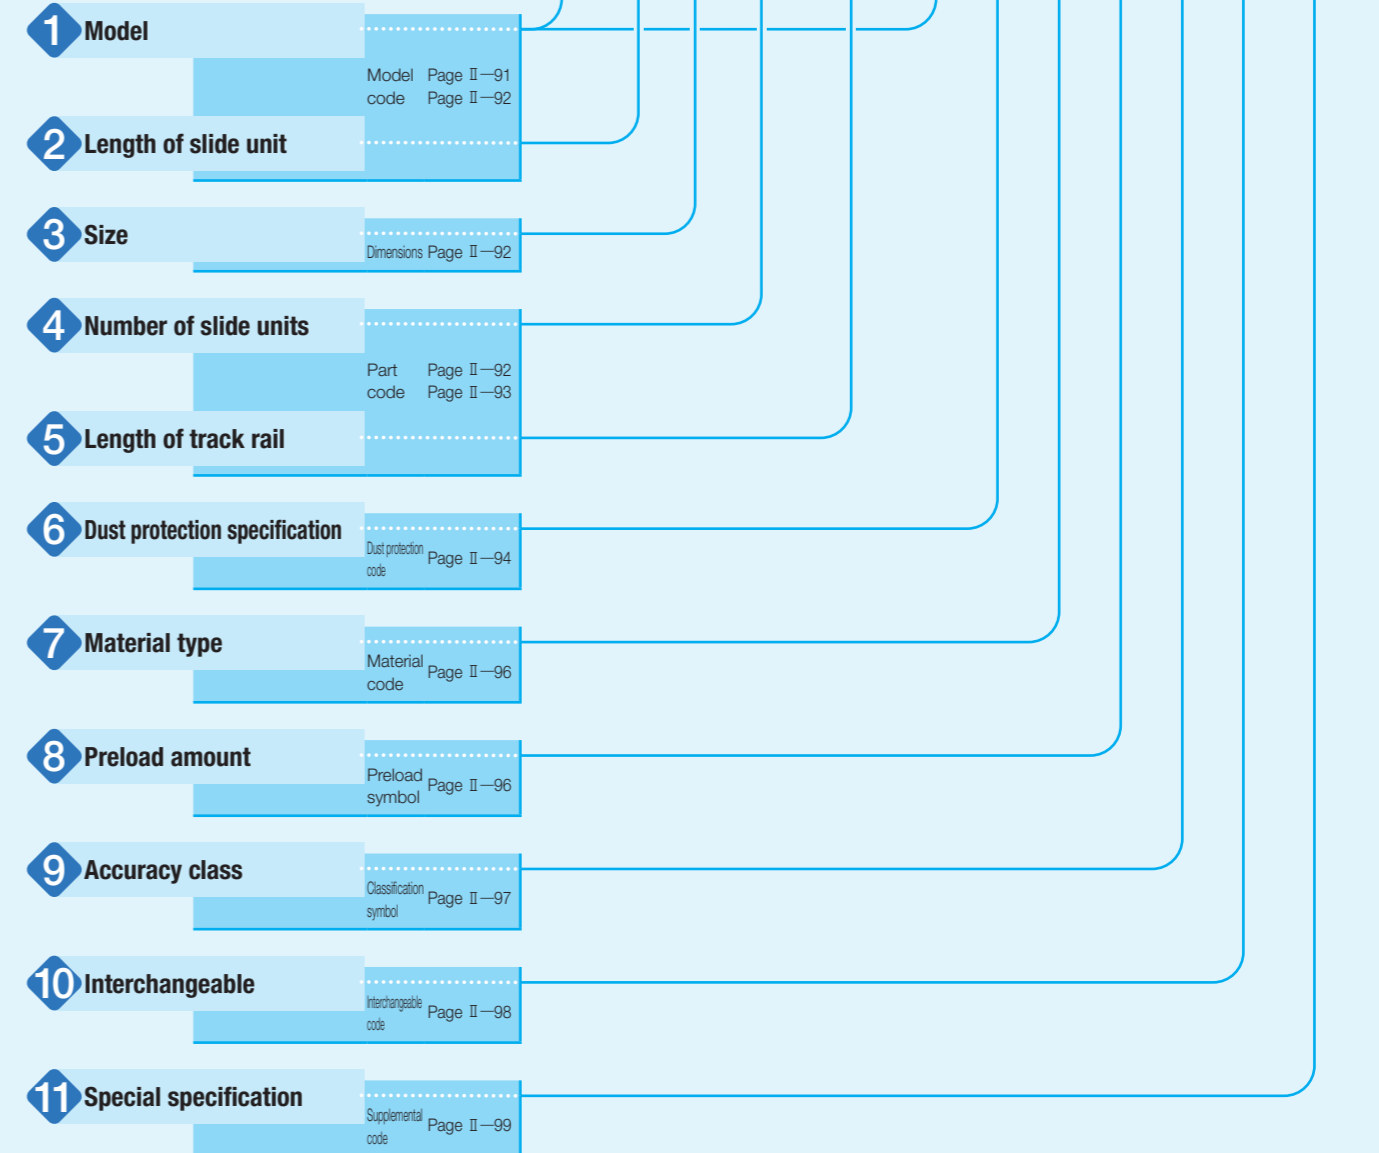 1 Model
Model Page Ⅱ—91
code Page Ⅱ—92
2 Length of slide unit
3 Size
Dimensions Page Ⅱ—92
4 Number of slide units
Part Page Ⅱ—92
code Page Ⅱ—93
5 Length of track rail
6 Dust protection specification
Dust protection
code
Page Ⅱ—94
7 Material type
Material
code
Page Ⅱ—96
8 Preload amount
Preload
symbol
Page Ⅱ—96
9 Accuracy class
Classification
symbol
Page Ⅱ—97
10 Interchangeable
Interchangeable
code
Page Ⅱ—98
11 Special specification
Supplemental
code
Page Ⅱ—99